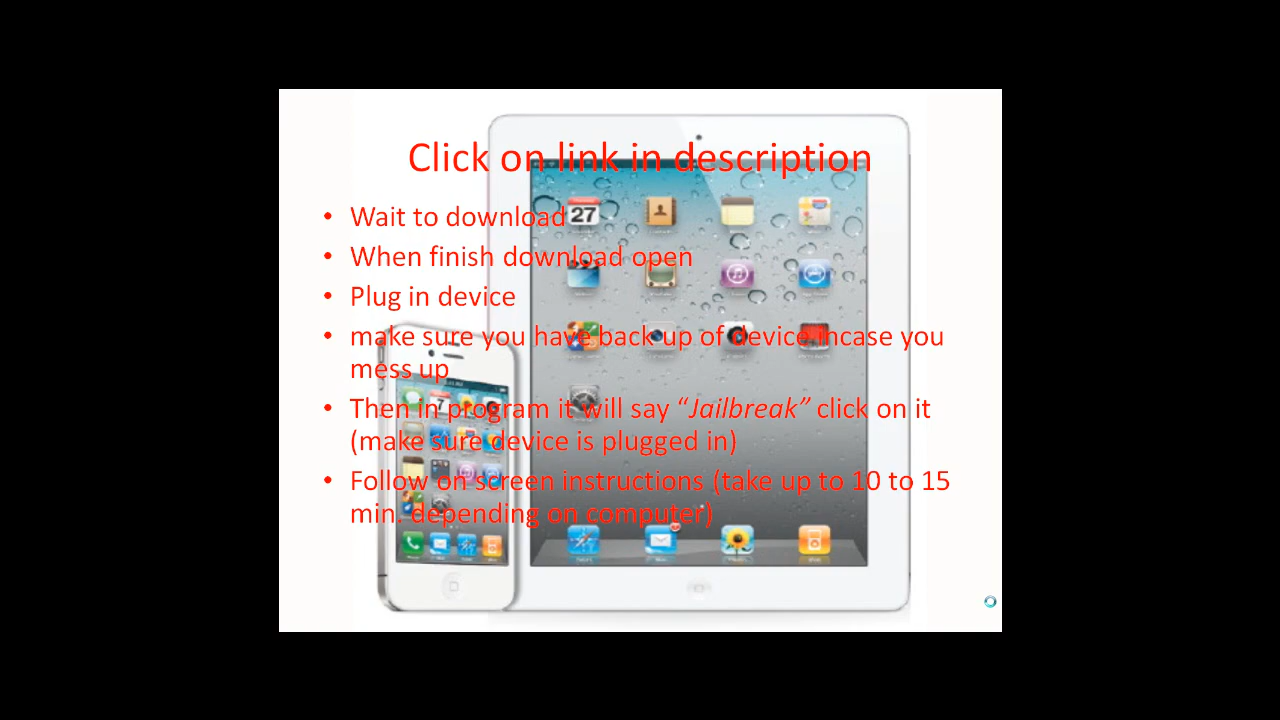 Click on link in description
• Wait to download
• When finish download open
• Plug in device
• make sure you have back up of device incase you
mess up
• Then in program it will say “Jailbreak” click on it
(make sure device is plugged in)
• Follow on screen instructions (take up to 10 to 15
min. depending on computer)
27
7